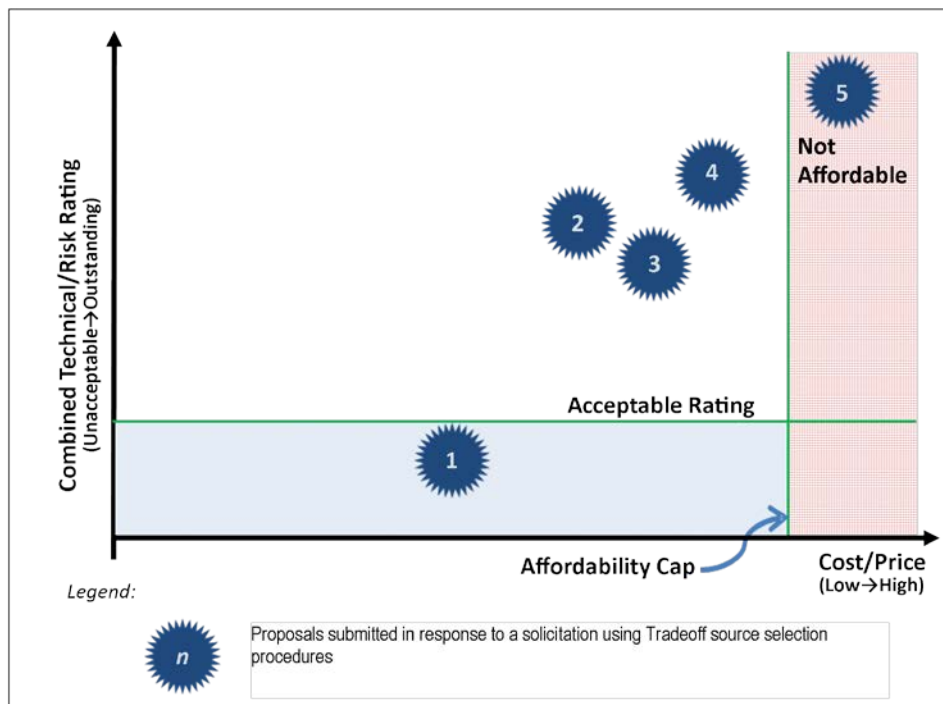 Combined Technical/Risk Rating
(Unacceptable→Outstanding)
5
Not
Affordable
4
2
3
Acceptable Rating
1
Affordability Cap
Cost/Price
(Low→High)
Legend:
n
Proposals submitted in response to a solicitation using Tradeoff source selection
procedures